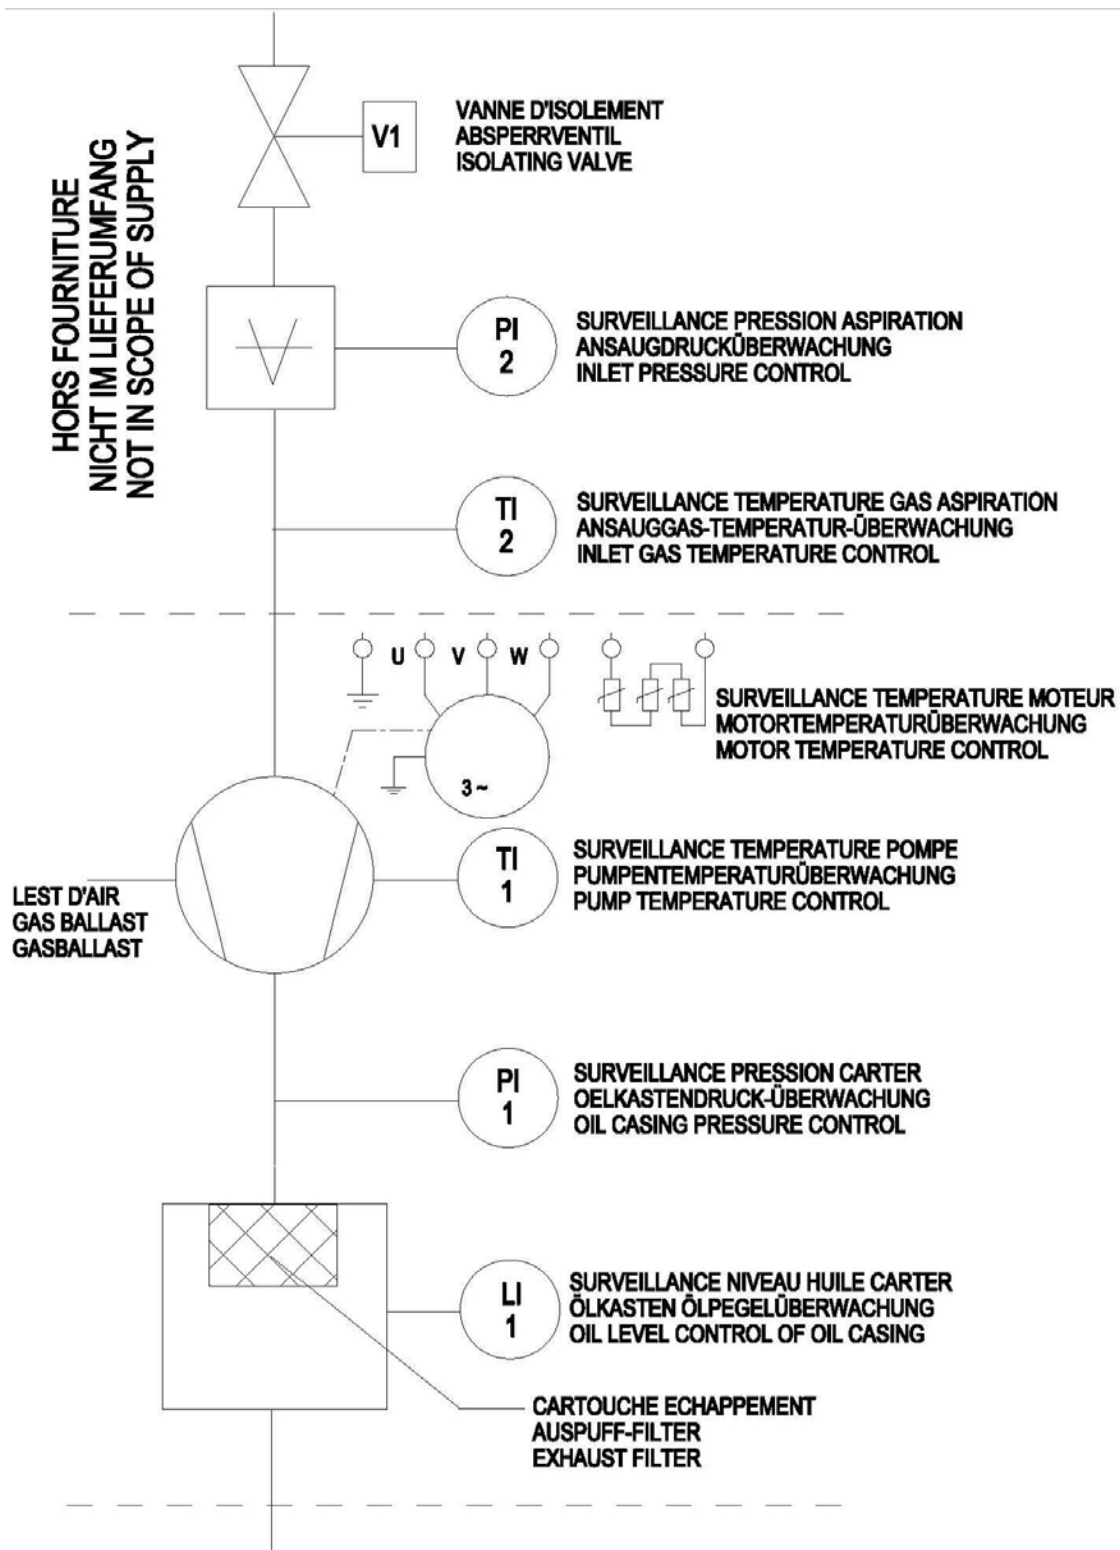 VANNE D'ISOLEMENT
ABSPERRVENTIL
ISOLATING VALVE
V1
HORS FOURNITURE
NICHT IM LIEFERUMFANG
NOT IN SCOPE OF SUPPLY
PI
2
SURVEILLANCE PRESSION ASPIRATION
ANSAUGDRUCKÜBERWACHUNG
INLET PRESSURE CONTROL
TI
2
SURVEILLANCE TEMPERATURE GAS ASPIRATION
ANSAUGGAS-TEMPERATUR-ÜBERWACHUNG
INLET GAS TEMPERATURE CONTROL
U V W
SURVEILLANCE TEMPERATURE MOTEUR
MOTORTEMPERATURÜBERWACHUNG
MOTOR TEMPERATURE CONTROL
3 ~
TI
1
SURVEILLANCE TEMPERATURE POMPE
PUMPENTEMPERATURÜBERWACHUNG
PUMP TEMPERATURE CONTROL
LEST D'AIR
GAS BALLAST
GASBALLAST
PI
1
SURVEILLANCE PRESSION CARTER
OELKASTENDRUCK-ÜBERWACHUNG
OIL CASING PRESSURE CONTROL
LI
1
SURVEILLANCE NIVEAU HUILE CARTER
ÖLKASTEN ÖLPEGELÜBERWACHUNG
OIL LEVEL CONTROL OF OIL CASING
CARTOUCHE ECHAPPEMENT
AUSPUFF-FILTER
EXHAUST FILTER